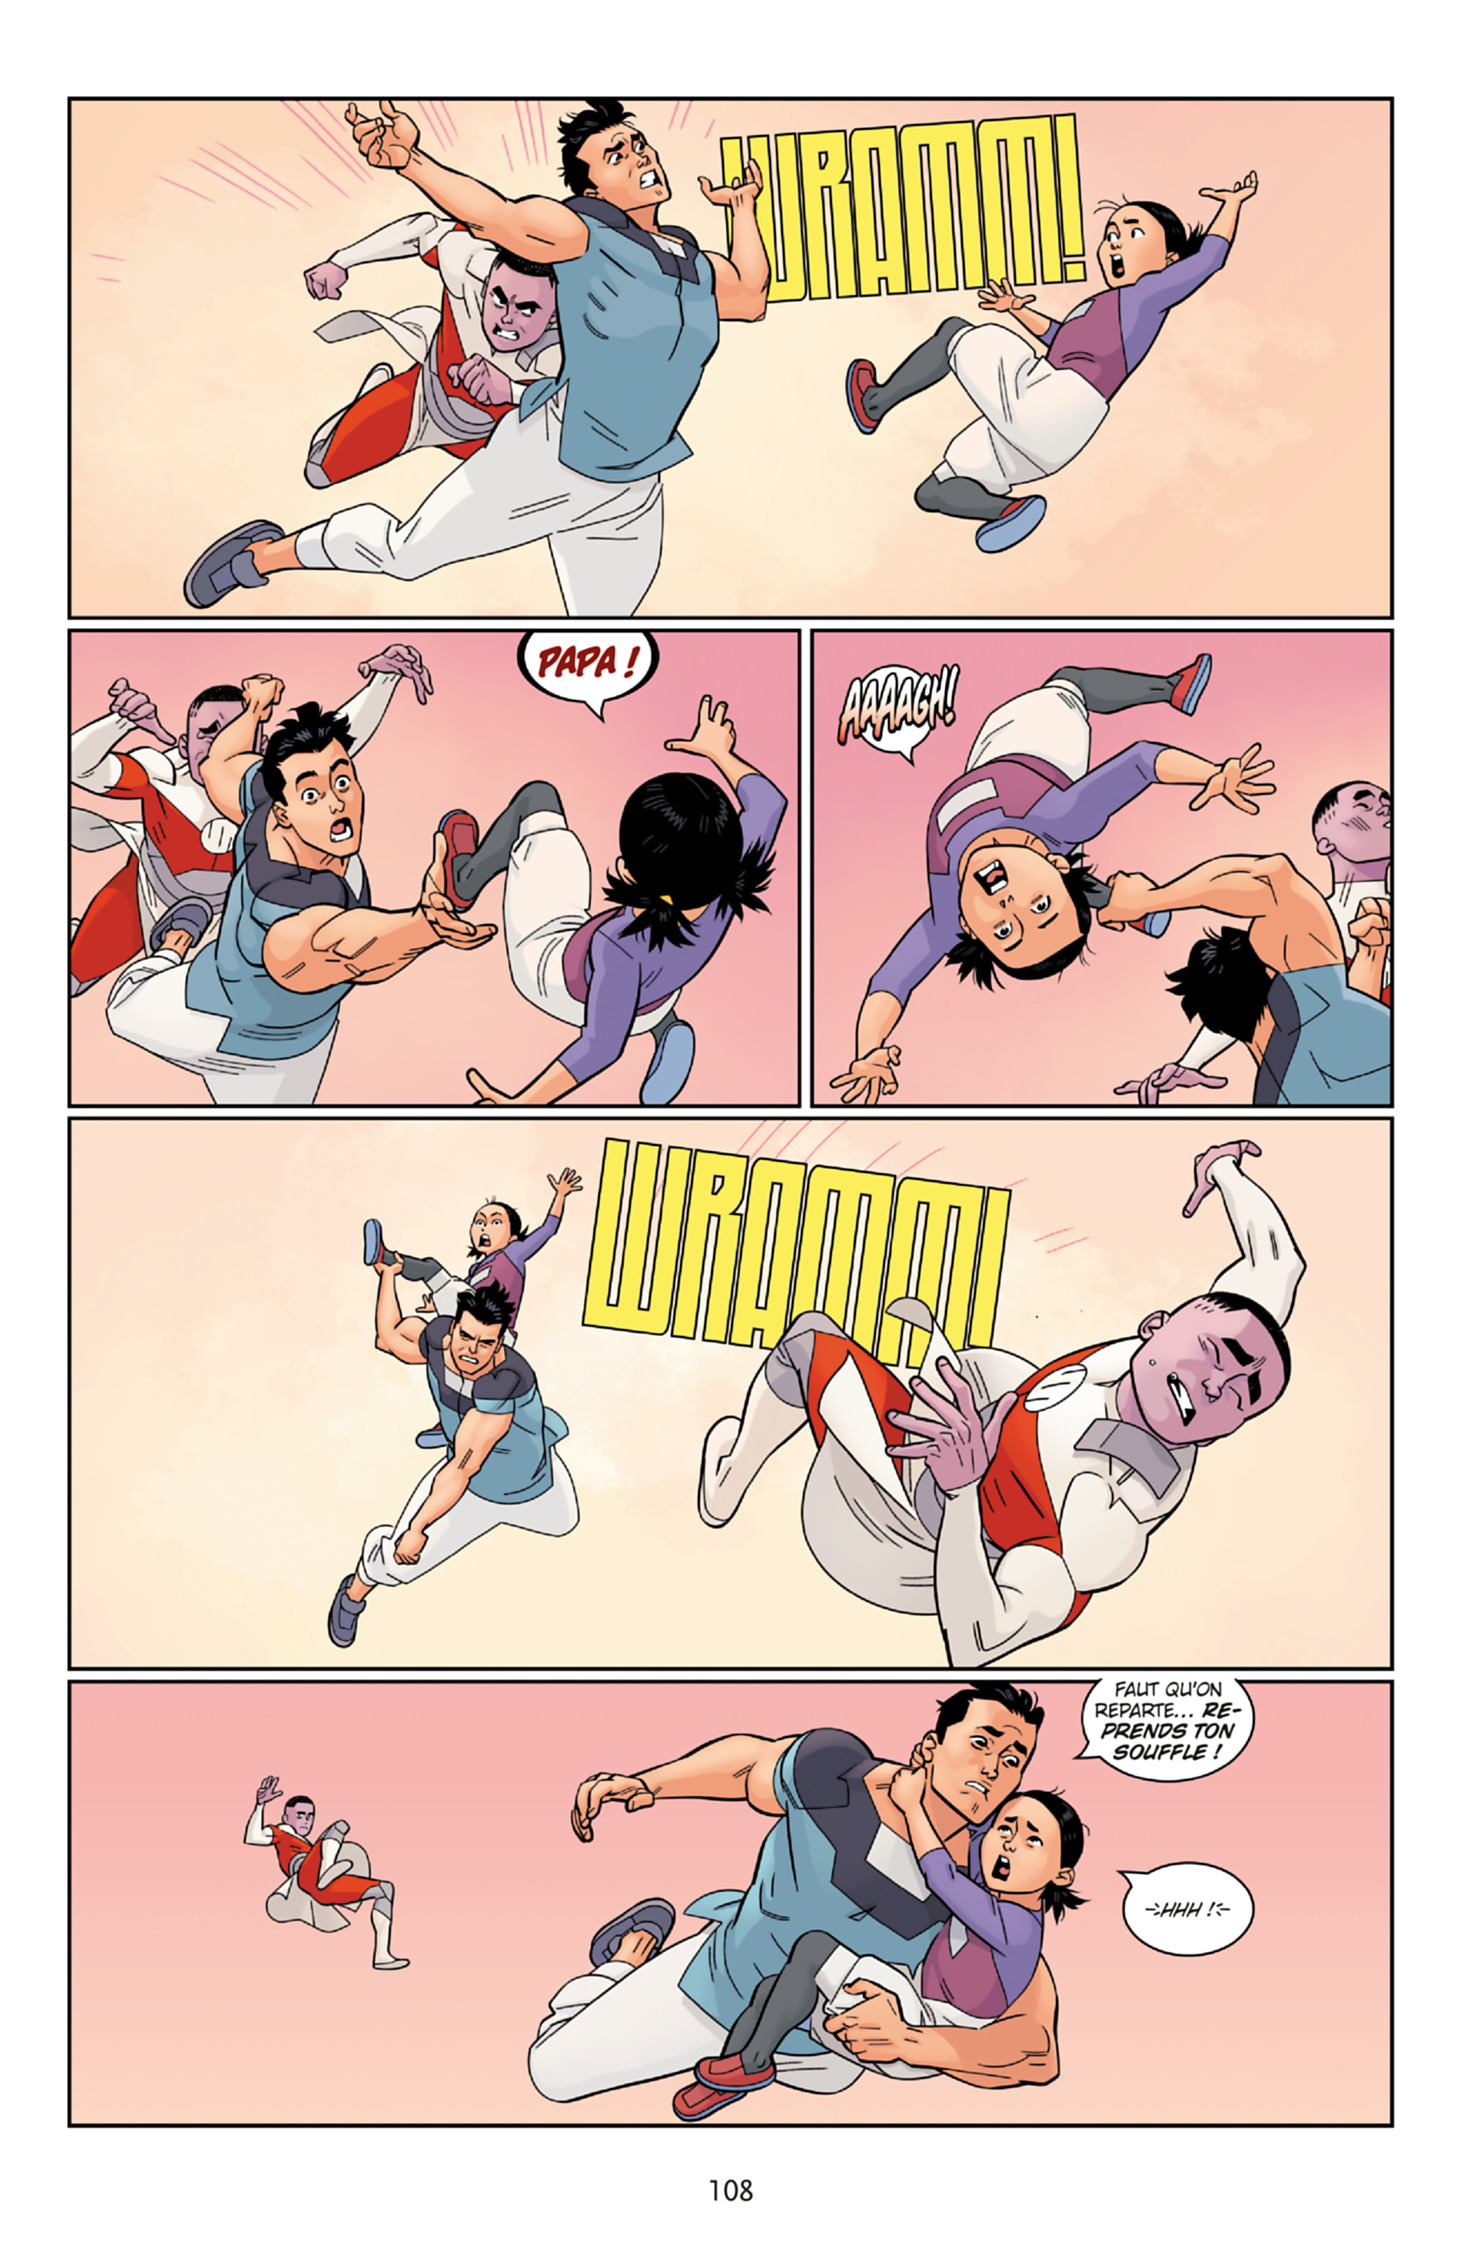 WRAMM!
PAPA !
AAAAGH!
WRAMM!
FAUT QU'ON
REPARTE... RE-
PRENDS TON
SOUFFLE !
-HHH !-
108